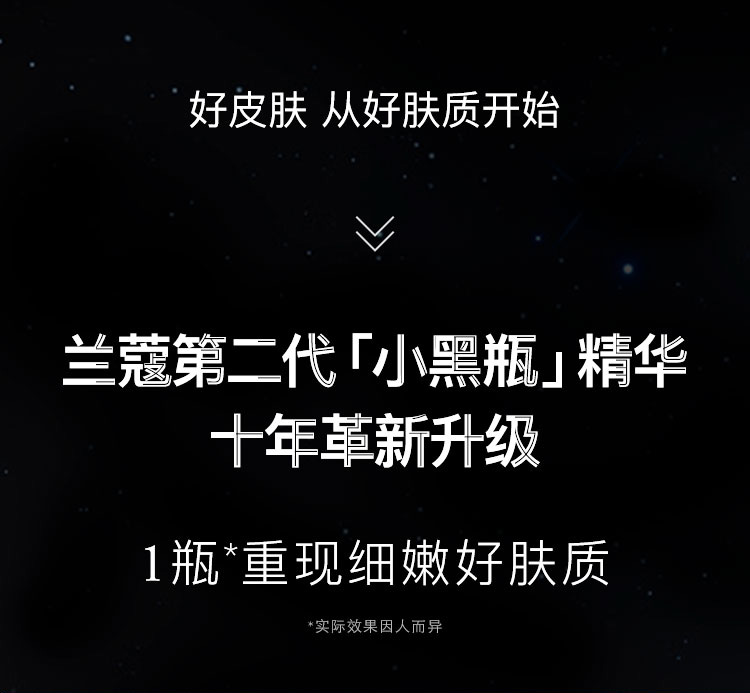 好皮肤 从好肤质开始
兰蔻第二代「小黑瓶」精华
十年革新升级
1瓶*重现细嫩好肤质
*实际效果因人而异